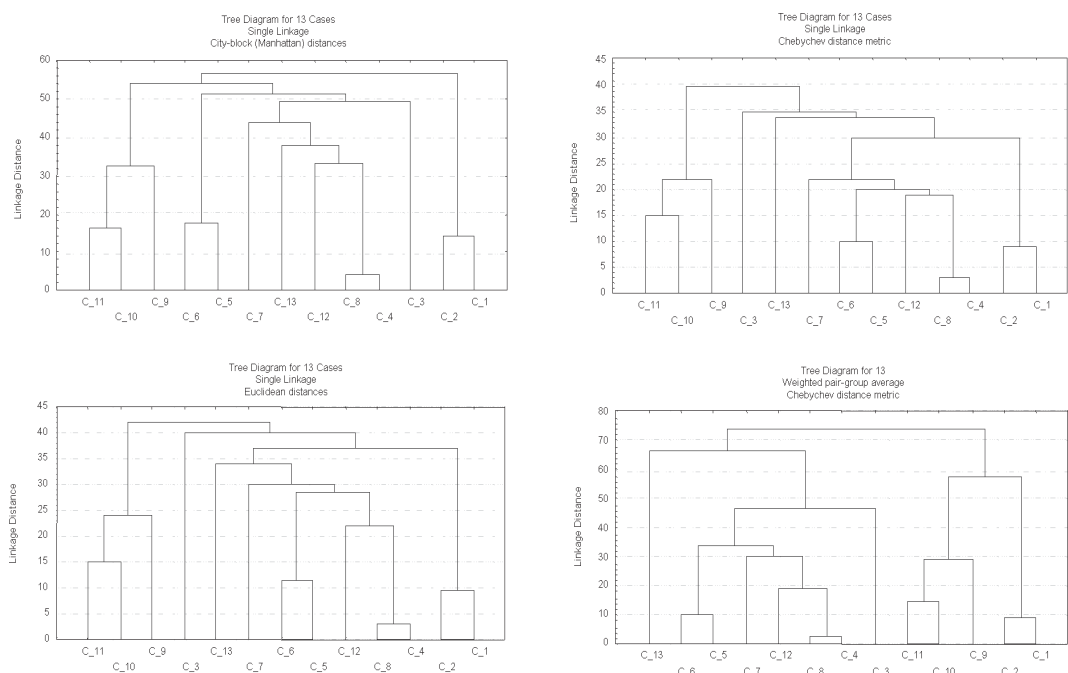 Tree Diagram for 13 Cases
Single Linkage
City-block (Manhattan) distances
60
50
40
30
20
10
0
Linkage Distance
C_11 C_9 C_5 C_13 C_8 C_3 C_1
C_10 C_6 C_7 C_12 C_4 C_2
Tree Diagram for 13 Cases
Single Linkage
Chebychev distance metric
45
40
35
30
25
20
15
10
5
0
Linkage Distance
C_11 C_9 C_13 C_6 C_12 C_4 C_1
C_10 C_3 C_7 C_5 C_8 C_2
Tree Diagram for 13 Cases
Single Linkage
Euclidean distances
45
40
35
30
25
20
15
10
5
0
Linkage Distance
C_11 C_9 C_13 C_6 C_12 C_4 C_1
C_10 C_3 C_7 C_5 C_8 C_2
Tree Diagram for 13
Weighted pair-group average
Chebychev distance metric
80
70
60
50
40
30
20
10
0
Linkage Distance
C_13 C_5 C_12 C_4 C_11 C_9 C_1
C_6 C_7 C_8 C_3 C_10 C_2